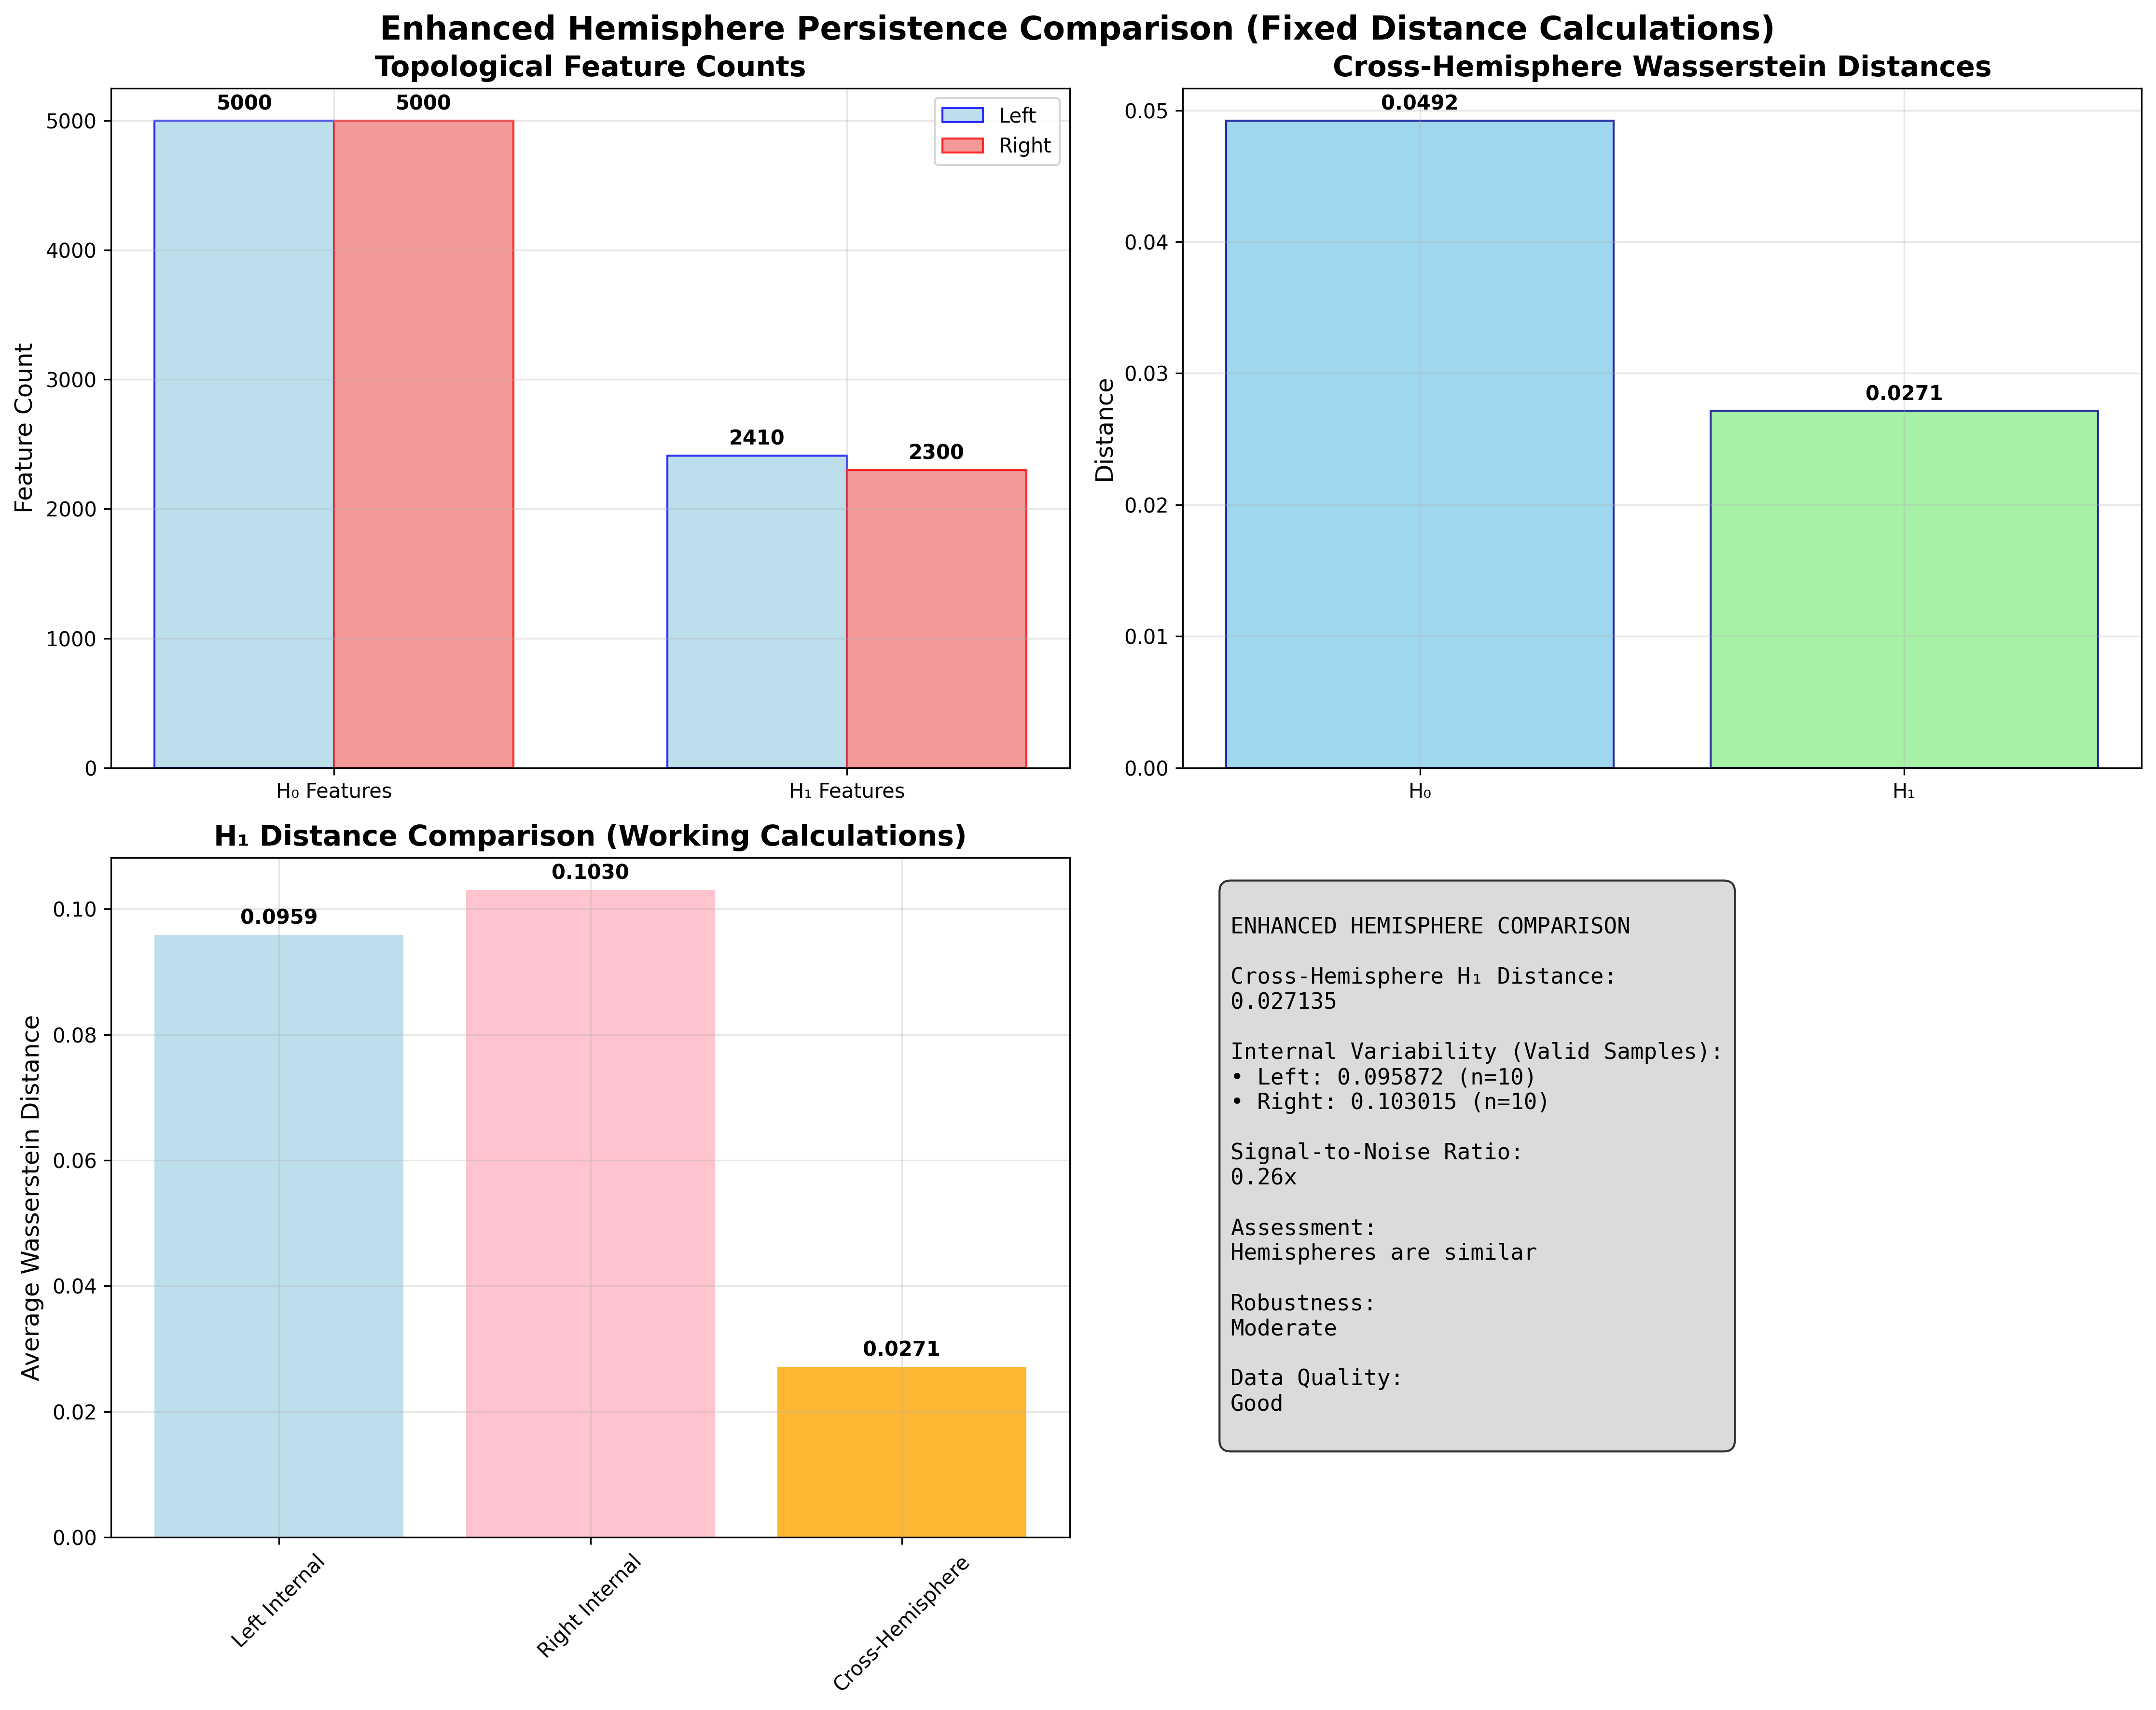 Enhanced Hemisphere Persistence Comparison (Fixed Distance Calculations)
Topological Feature Counts
5000
5000
2410
2300
Left
Right
5000
4000
3000
2000
1000
0
Feature Count
H₀ Features
H₁ Features
Cross-Hemisphere Wasserstein Distances
0.0492
0.0271
0.05
0.04
0.03
0.02
0.01
0.00
Distance
H₀
H₁
H₁ Distance Comparison (Working Calculations)
0.0959
0.1030
0.0271
0.10
0.08
0.06
0.04
0.02
0.00
Average Wasserstein Distance
Left Internal
Right Internal
Cross-Hemisphere
ENHANCED HEMISPHERE COMPARISON
Cross-Hemisphere H₁ Distance:
0.027135
Internal Variability (Valid Samples):
• Left: 0.095872 (n=10)
• Right: 0.103015 (n=10)
Signal-to-Noise Ratio:
0.26x
Assessment:
Hemispheres are similar
Robustness:
Moderate
Data Quality:
Good